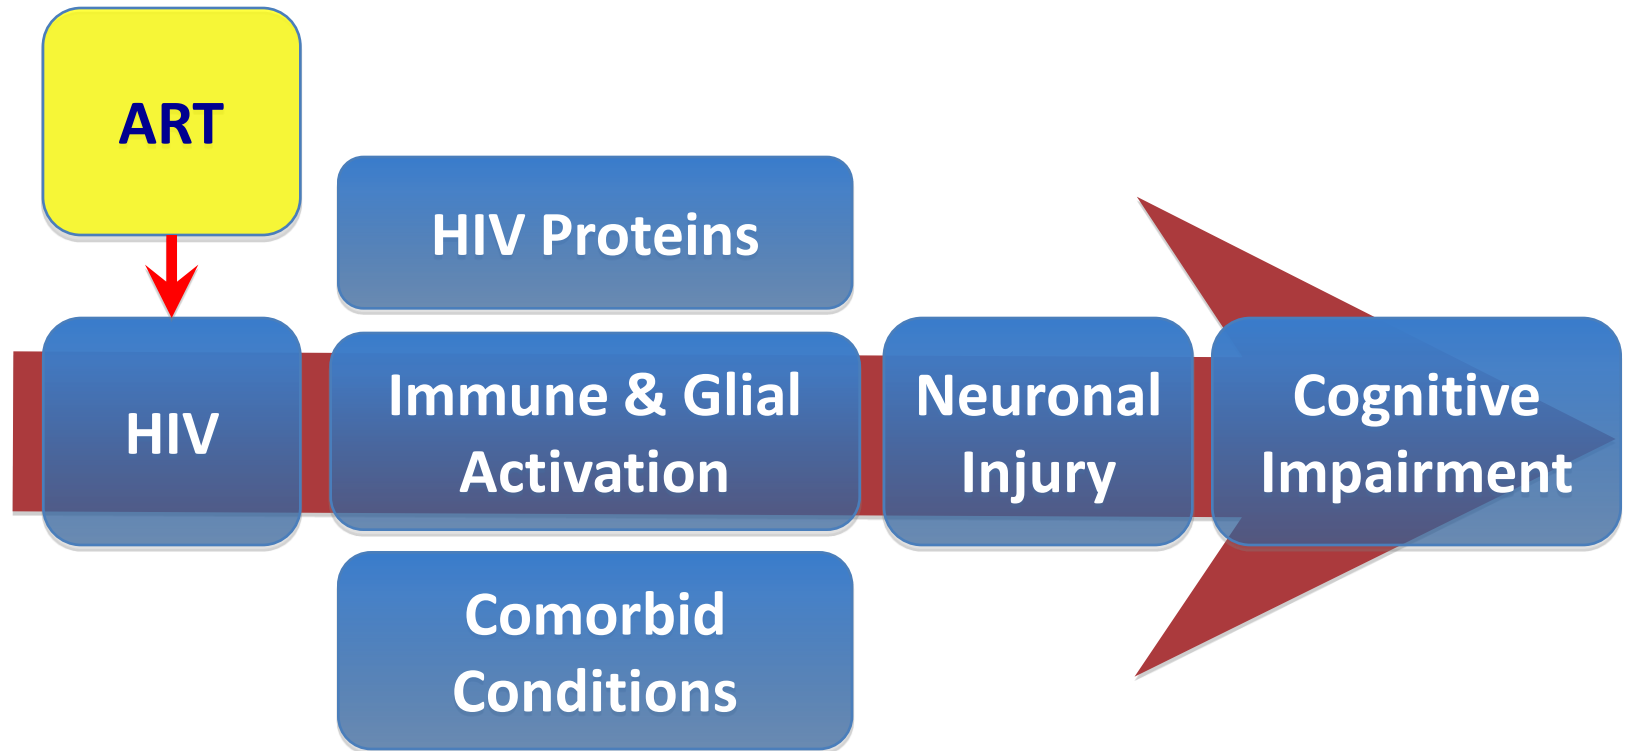 ART
HIV Proteins
HIV
Immune & Glial
Activation
Neuronal
Injury
Cognitive
Impairment
Comorbid
Conditions